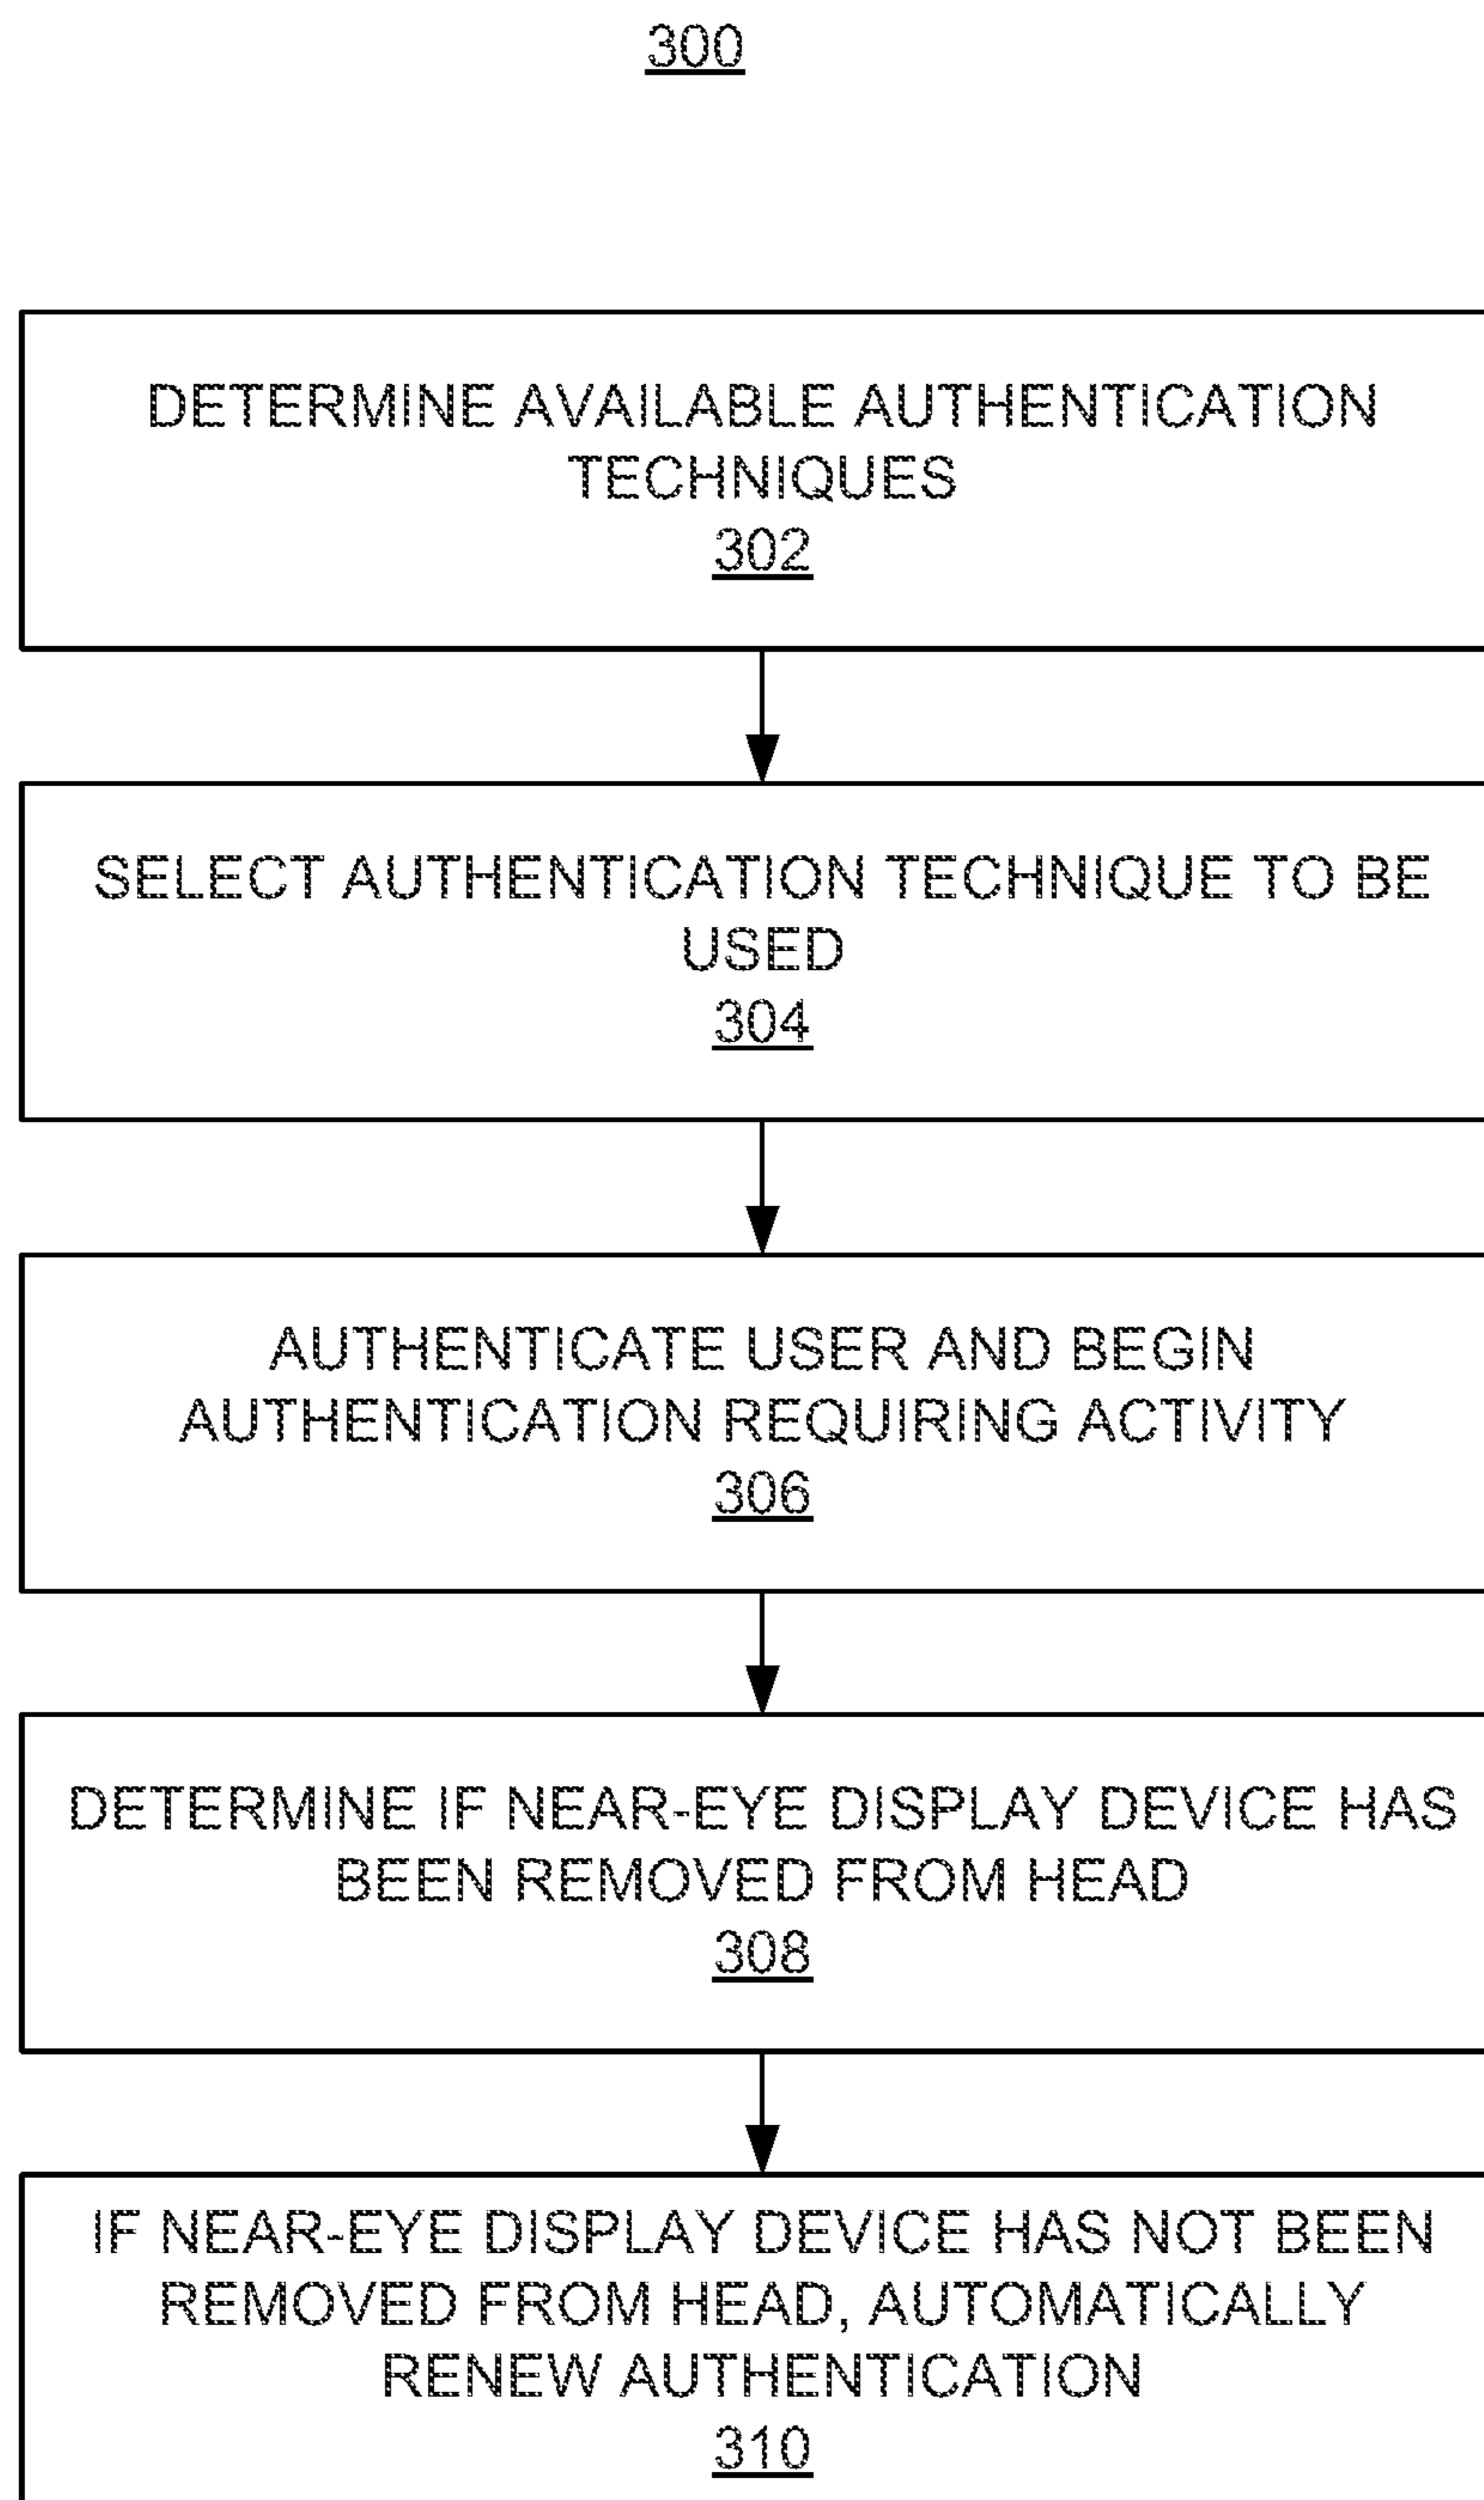 300
DETERMINE AVAILABLE AUTHENTICATION
TECHNIQUES
302
SELECT AUTHENTICATION TECHNIQUE TO BE
USED
304
AUTHENTICATE USER AND BEGIN
AUTHENTICATION REQUIRING ACTIVITY
306
DETERMINE IF NEAR-EYE DISPLAY DEVICE HAS
BEEN REMOVED FROM HEAD
308
IF NEAR-EYE DISPLAY DEVICE HAS NOT BEEN
REMOVED FROM HEAD, AUTOMATICALLY
RENEW AUTHENTICATION
310